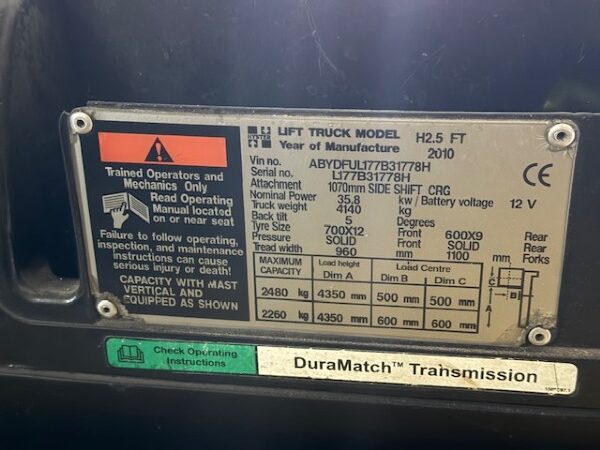 Trained Operators and
Mechanics Only
Read Operating
Manual located
on or near seat
Failure to follow operating,
inspection, and maintenance
instructions can cause
serious injury or death!
CAPACITY WITH MAST
VERTICAL AND
EQUIPPED AS SHOWN
HYSTER LIFT TRUCK MODEL H2.5 FT
Year of Manufacture 2010
Vin no. ABYDFUL177B31778H
Serial no. L177B31778H
Attachment 1070mm SIDE SHIFT CRG
Nominal Power 35.8 kw / Battery voltage 12 V
Truck weight 4140 kg
Back tilt 5 Degrees
Tyre Size 700X12 Front 600X9 Rear
Pressure SOLID Front SOLID Rear
Tread width 960 mm 1100 mm Forks
CE
MAXIMUM CAPACITY Load height Dim A Load Centre Dim B Dim C
2480 kg 4350 mm 500 mm 500 mm
2260 kg 4350 mm 600 mm 600 mm
C
B
A
Check Operating
Instructions
DuraMatch™ Transmission